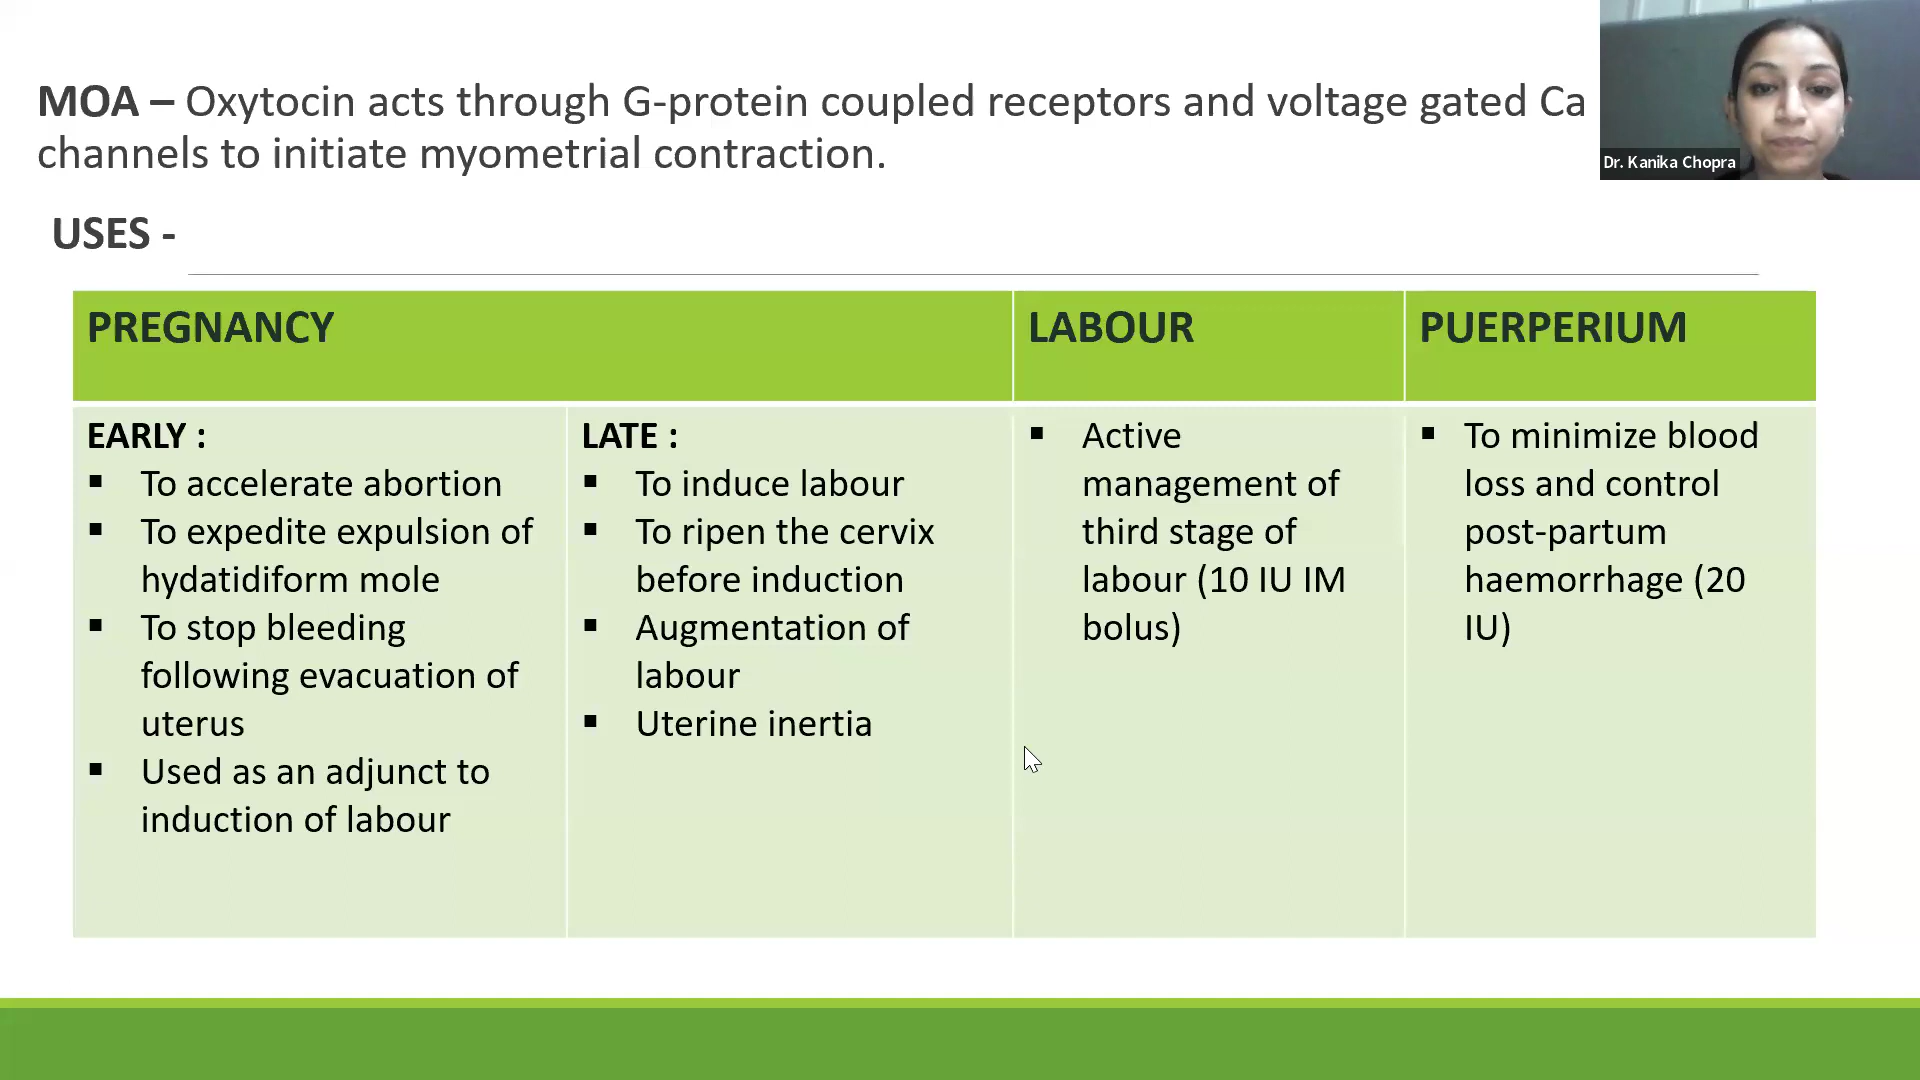 MOA – Oxytocin acts through G-protein coupled receptors and voltage gated Ca
channels to initiate myometrial contraction.
Dr. Kanika Chopra
USES -
PREGNANCY
LABOUR
PUERPERIUM
EARLY :
▪ To accelerate abortion
▪ To expedite expulsion of
hydatidiform mole
▪ To stop bleeding
following evacuation of
uterus
▪ Used as an adjunct to
induction of labour
LATE :
▪ To induce labour
▪ To ripen the cervix
before induction
▪ Augmentation of
labour
▪ Uterine inertia
▪ Active
management of
third stage of
labour (10 IU IM
bolus)
▪ To minimize blood
loss and control
post-partum
haemorrhage (20
IU)